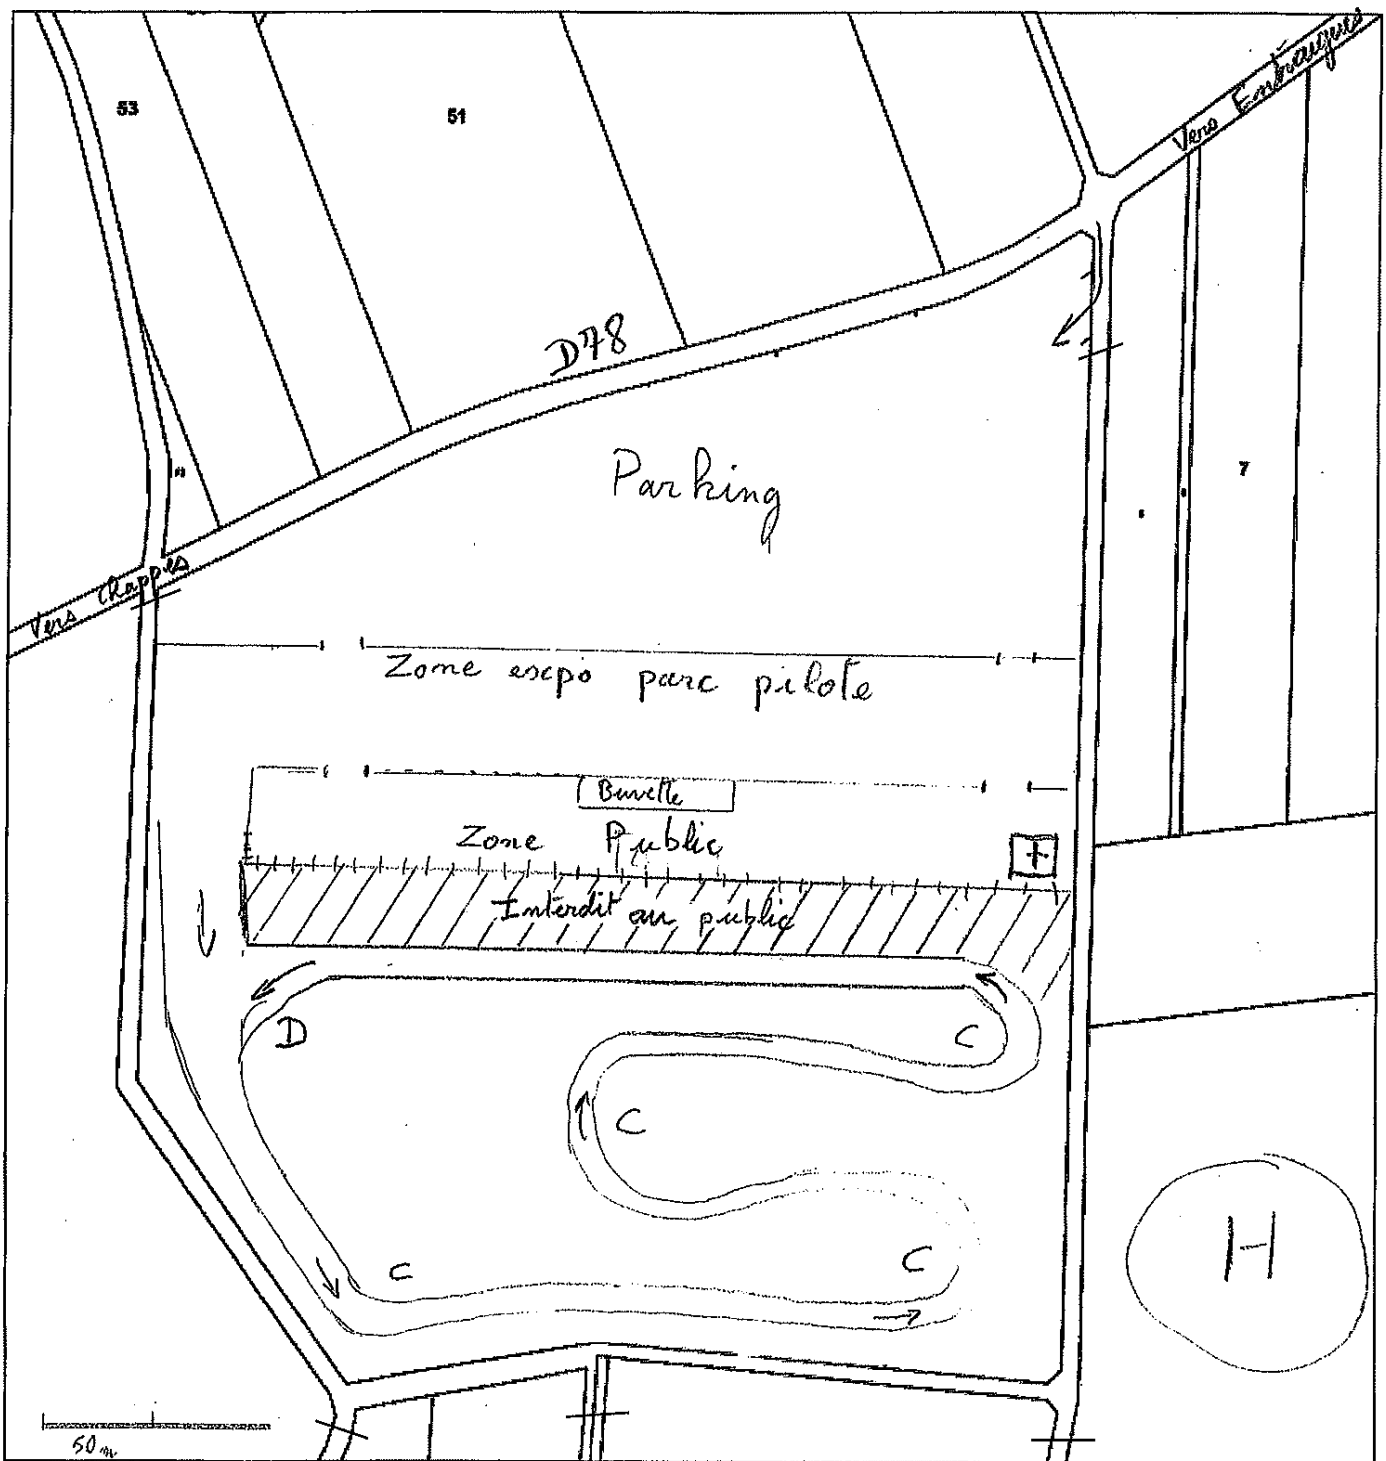 53
51
Vers Embraigues
D78
Parking
7
Vers Chappes
Zone expo parc pilote
Buvette
Zone Public
+
Interdit au public
D
C
C
C
C
H
50 m